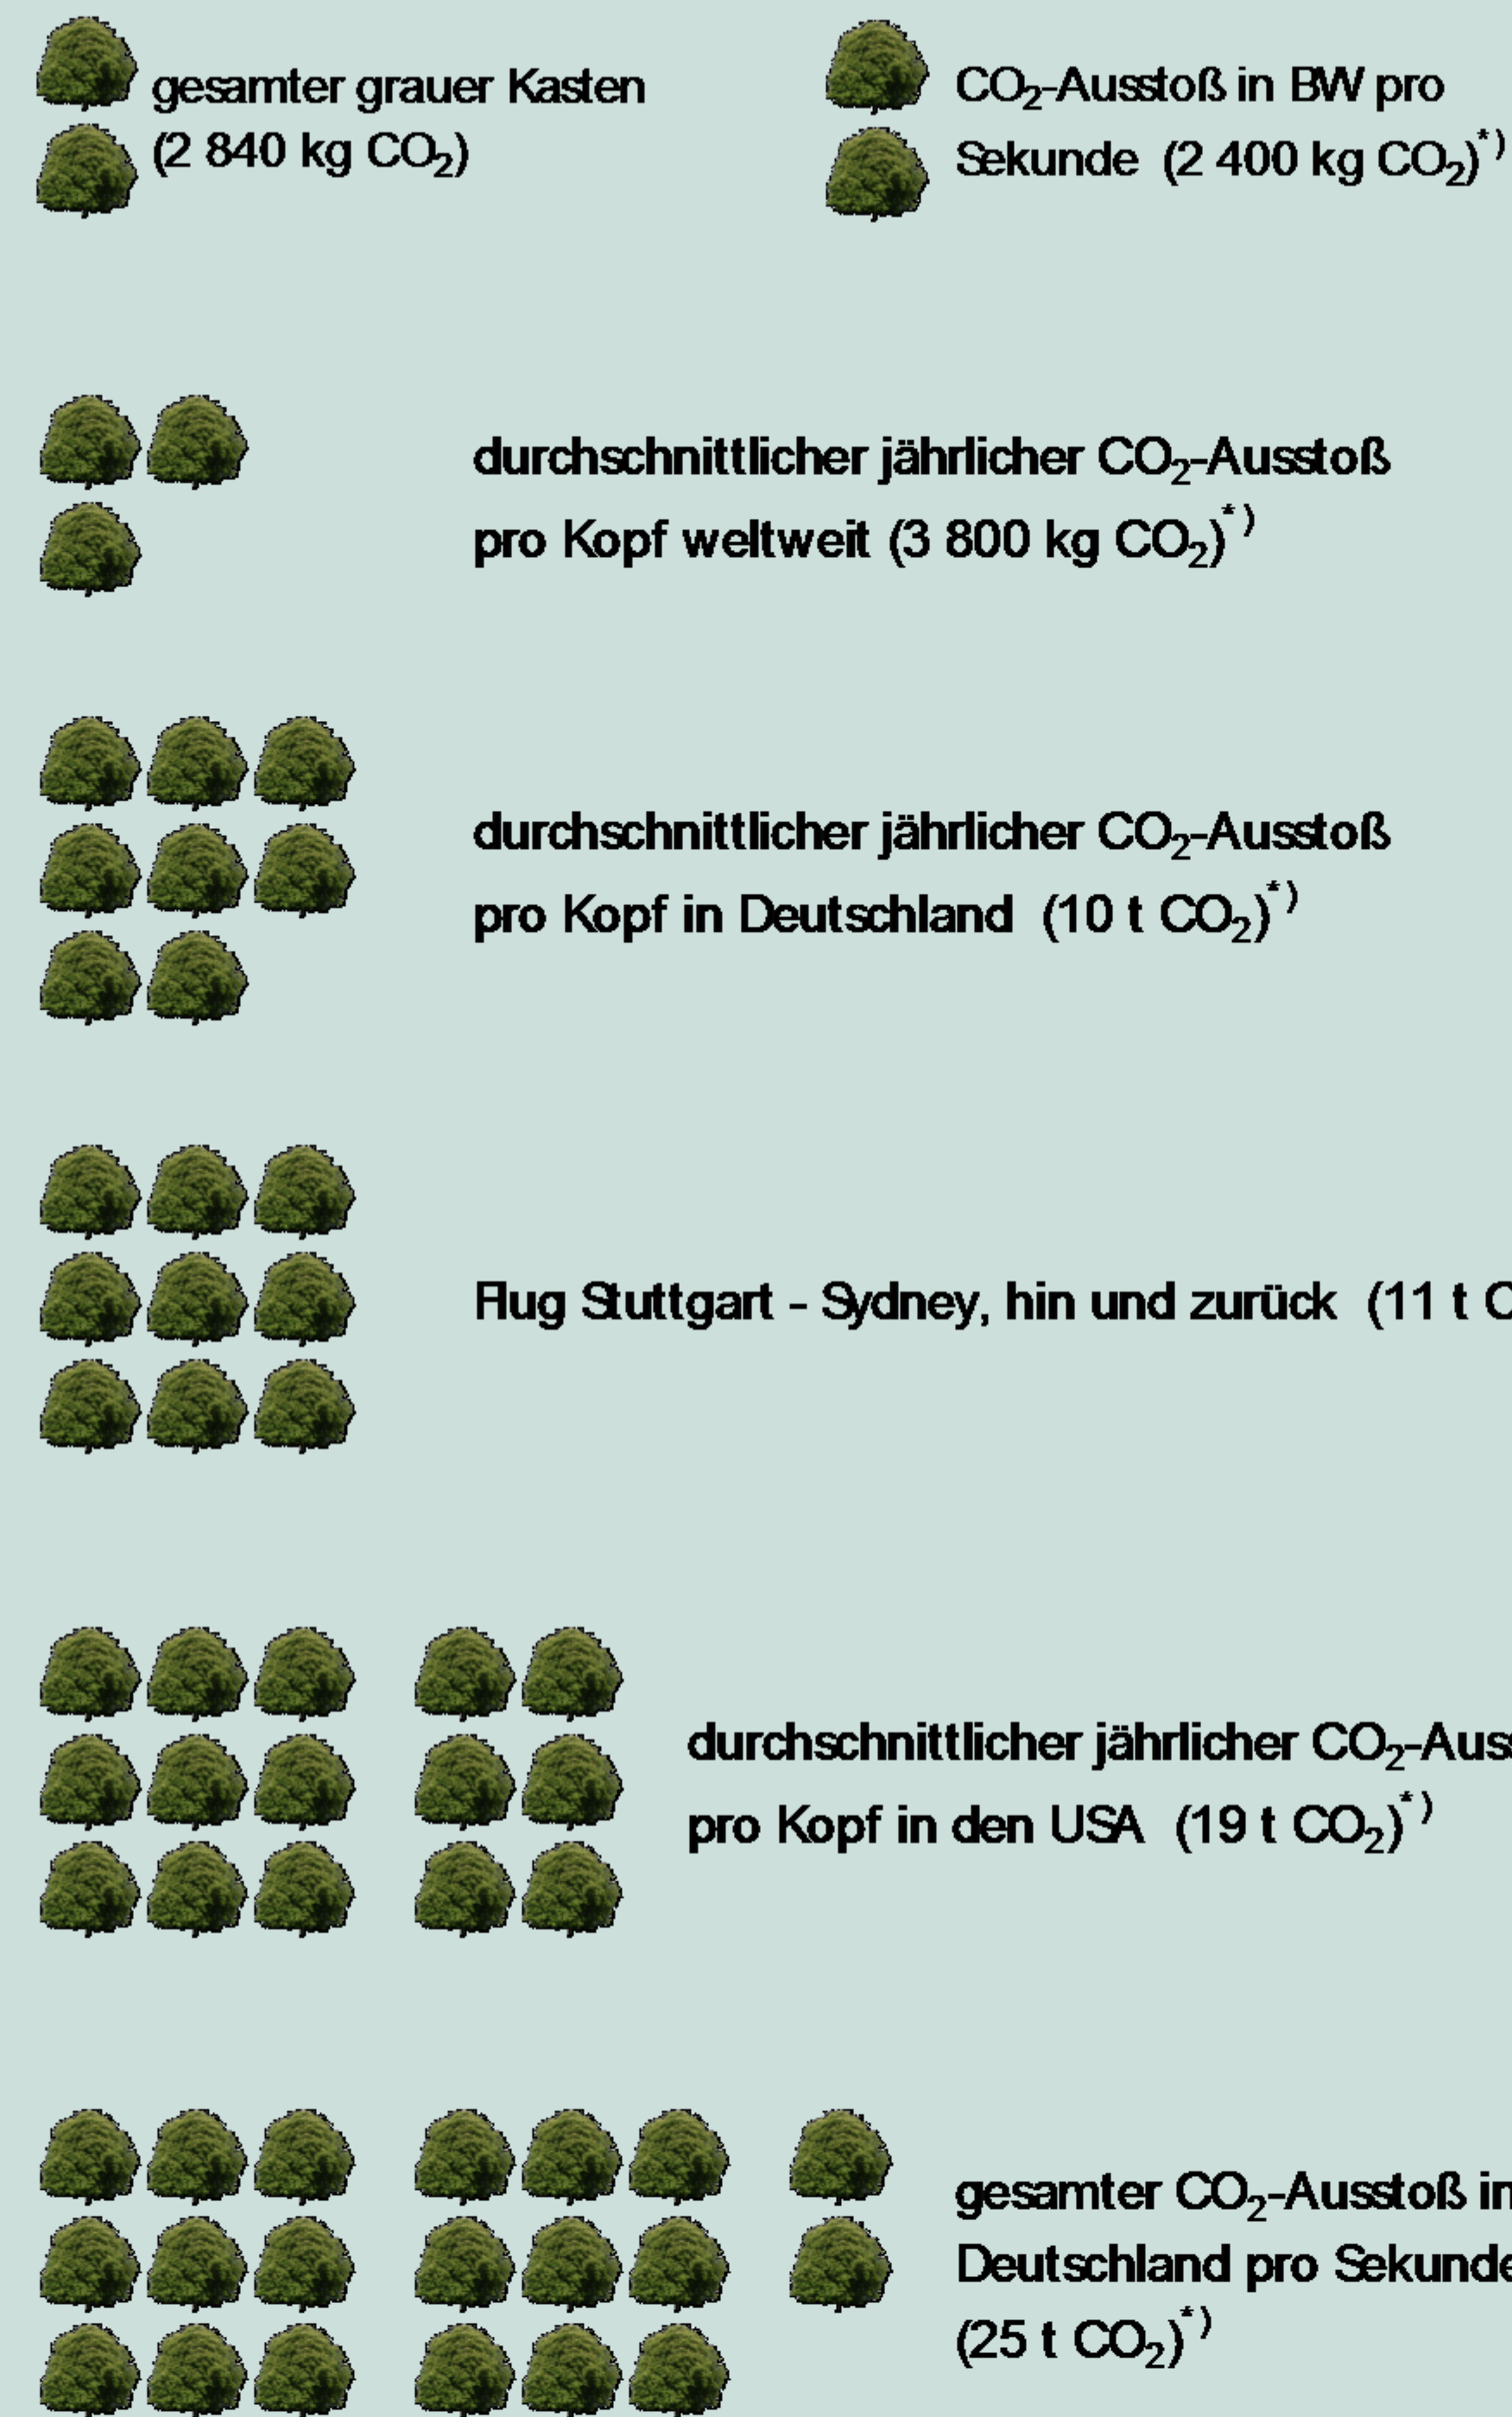 gesamter grauer Kasten
(2 840 kg CO₂)
CO₂-Ausstoß in BW pro
Sekunde (2 400 kg CO₂)*)
durchschnittlicher jährlicher CO₂-Ausstoß
pro Kopf weltweit (3 800 kg CO₂)*)
durchschnittlicher jährlicher CO₂-Ausstoß
pro Kopf in Deutschland (10 t CO₂)*)
Flug Stuttgart - Sydney, hin und zurück (11 t C
durchschnittlicher jährlicher CO₂-Auss
pro Kopf in den USA (19 t CO₂)*)
gesamter CO₂-Ausstoß in
Deutschland pro Sekunde
(25 t CO₂)*)